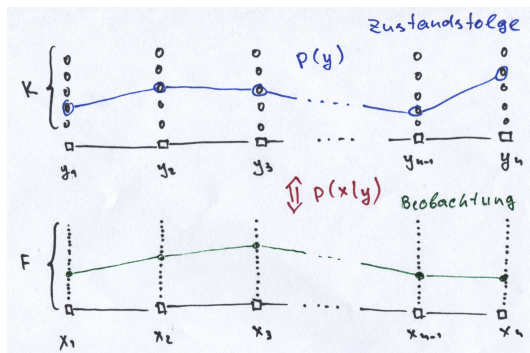 Zustandsfolge
p(y)
K
y₁ y₂ y₃ .... yₙ₋₁ yₙ
⇕ p(x|y)
Beobachtung
F
x₁ x₂ x₃ .... xₙ₋₁ xₙ